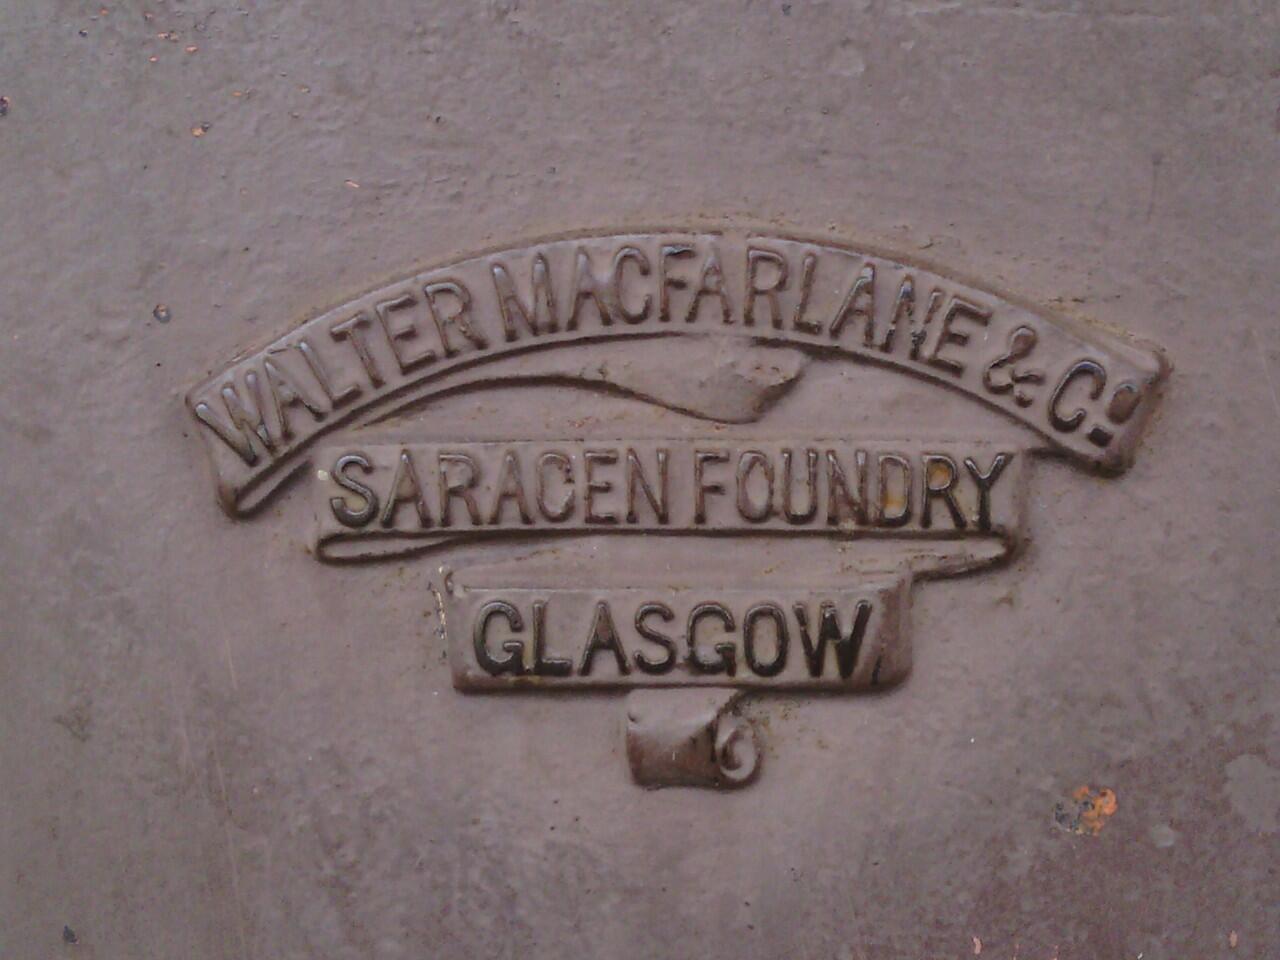 WALTER MACFARLANE & Cº
SARACEN FOUNDRY
GLASGOW